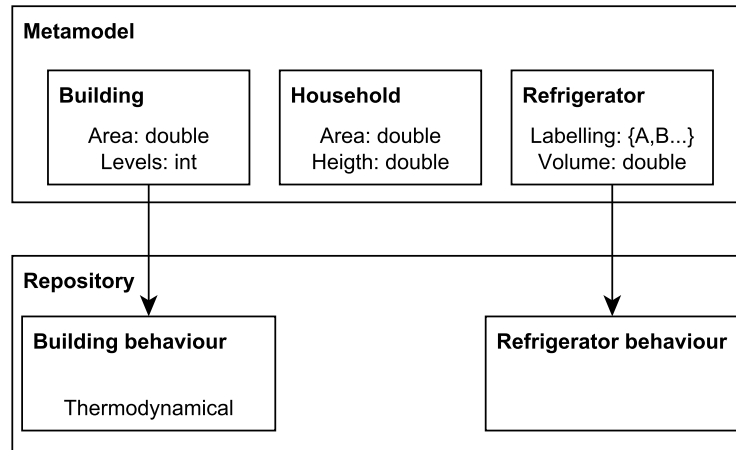 Metamodel
Building
Area: double
Levels: int
Household
Area: double
Heigth: double
Refrigerator
Labelling: {A,B...}
Volume: double
Repository
Building behaviour
Thermodynamical
Refrigerator behaviour